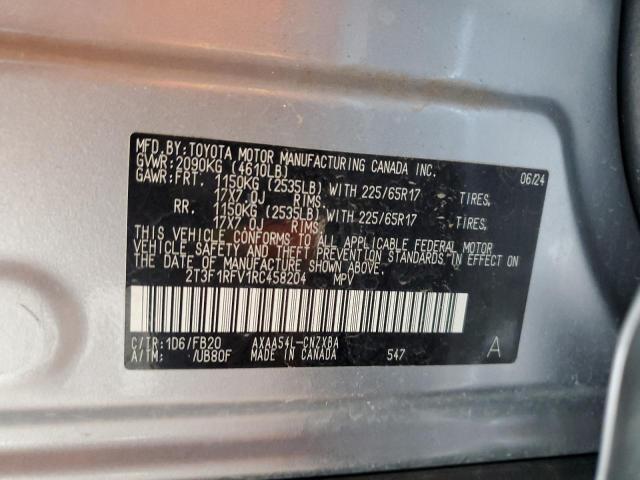 MFD.BY:TOYOTA MOTOR MANUFACTURING CANADA INC.
GVWR:2090KG (4610LB) 06/24
GAWR:FRT. 1150KG (2535LB) WITH 225/65R17 TIRES,
17X7.0J RIMS
RR. 1150KG (2535LB) WITH 225/65R17 TIRES,
17X7.0J RIMS
THIS VEHICLE CONFORMS TO ALL APPLICABLE FEDERAL MOTOR
VEHICLE SAFETY AND THEFT PREVENTION STANDARDS IN EFFECT ON
THE DATE OF MANUFACTURE SHOWN ABOVE.
2T3F1RFV1RC458204 MPV
C/TR:1D6/FB20 AXAA54L-CNZXBA
A/TM: /UB80F MADE IN CANADA 547 A